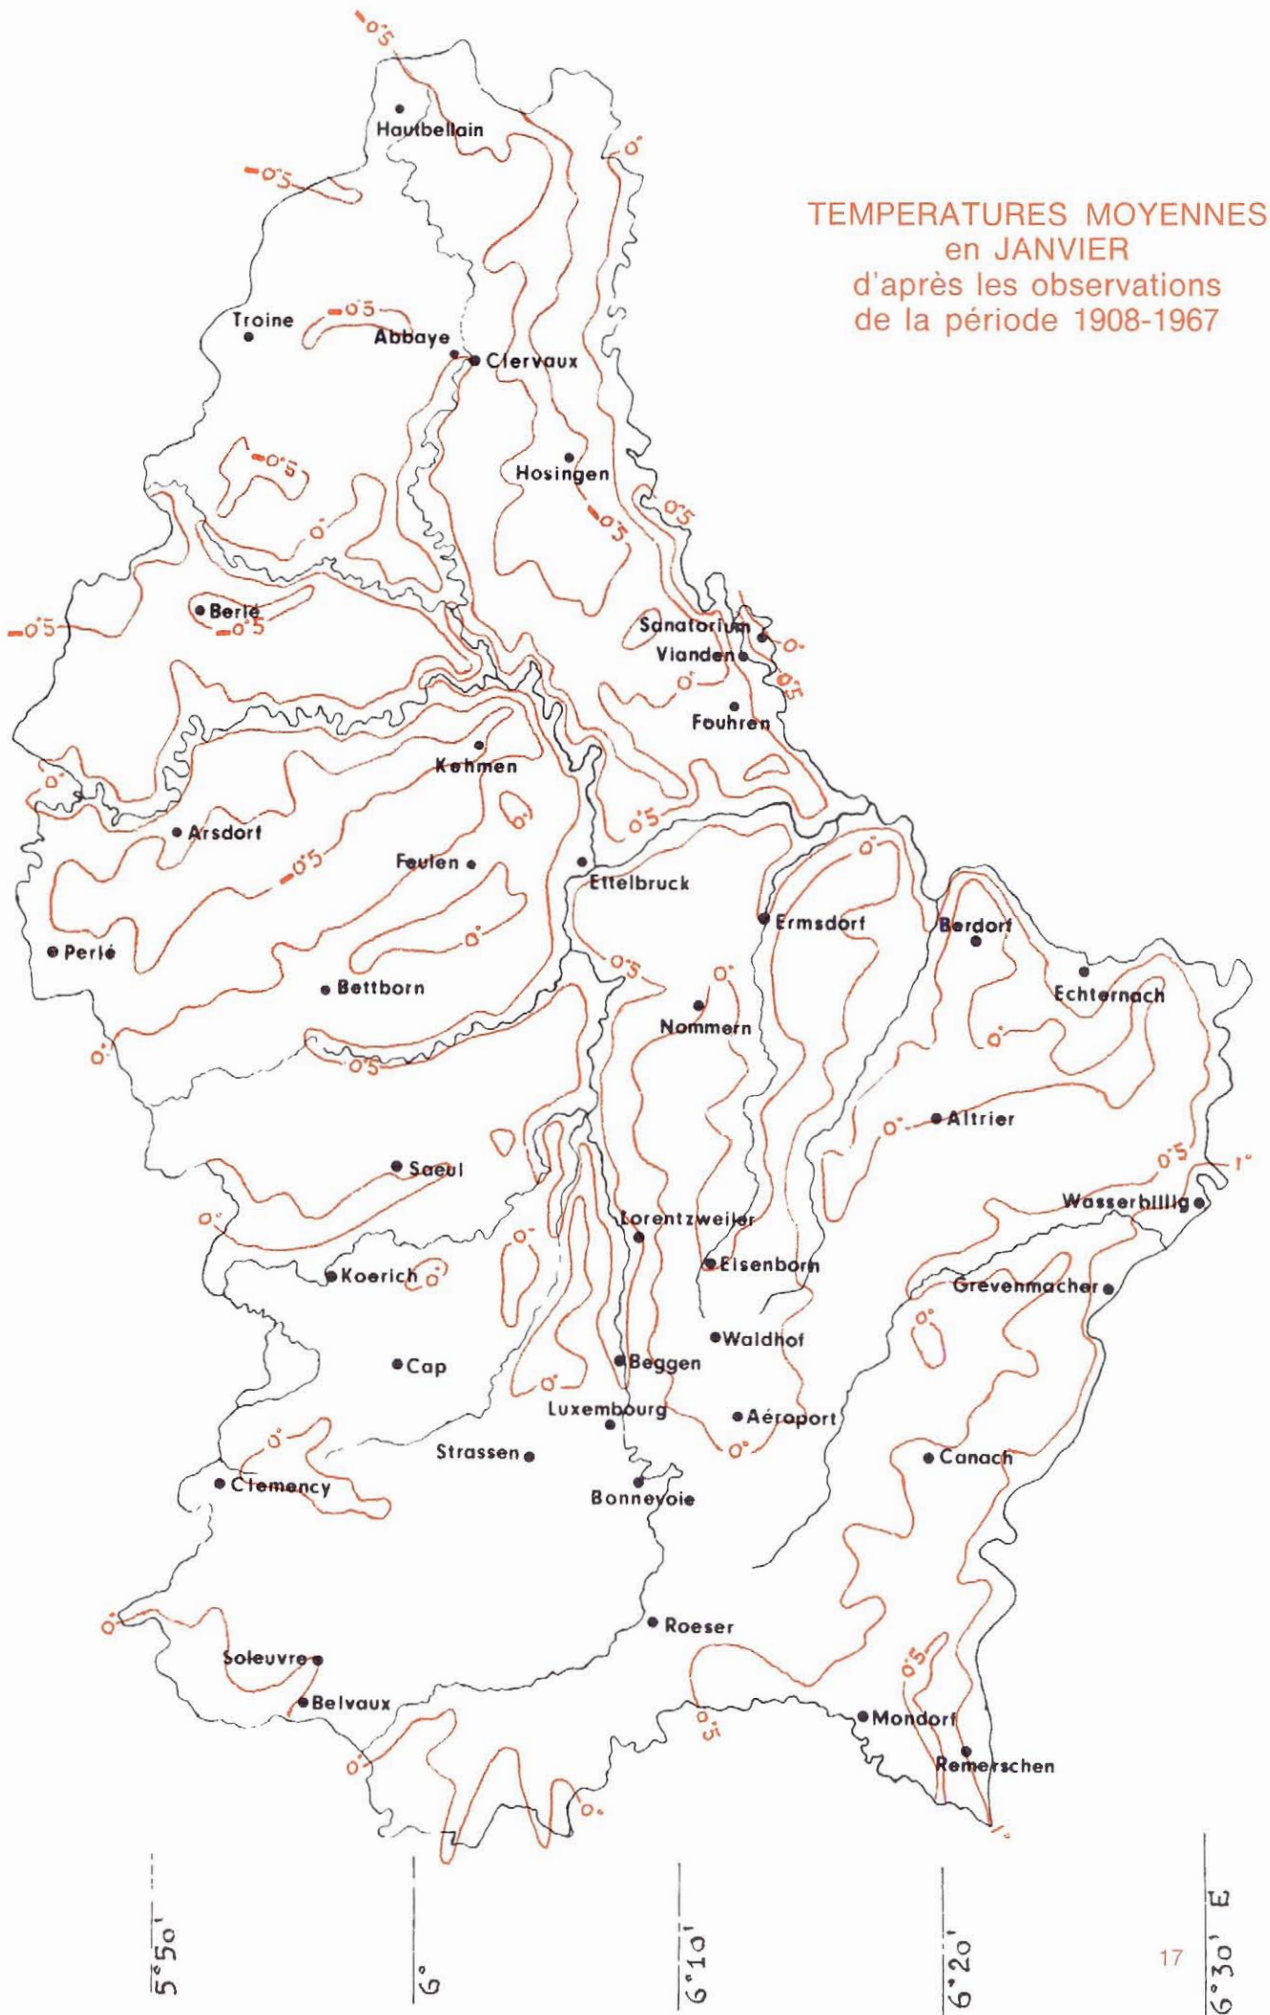 -0°5
Hautbellain
0°
-0°5
TEMPERATURES MOYENNES
en JANVIER
d'après les observations
de la période 1908-1967
-0°5
Troine
Abbaye
Clervaux
-0°5
Hosingen
0°
-0°5
0°5
Berlé
-0°5
-0°5
Sanatorium
0°
Vianden
0°
0°5
Fouhren
Kehmen
0°
0°
Arsdorf
0°5
-0°5
Feulen
Ettelbruck
0°
Ermsdorf
Berdorf
Perlé
0°
0°5
0°
Bettborn
Echternach
Nommern
0°
0°
0°5
0°
Altrier
Saeul
0°5
1°
Wasserbillig
0°
Lorentzweiler
0°
Koerich
0°
Eisenborn
Grevenmacher
0°
Waldhof
Cap
Beggen
0°
Luxembourg
Aéroport
0°
Strassen
0°
Canach
Clemency
Bonnevoie
0°
Roeser
Soleuvre
0°5
Belvaux
0°5
Mondorf
0°
Remerschen
0°
1°
5°50'
6°
6°10'
6°20'
17
6°30' E